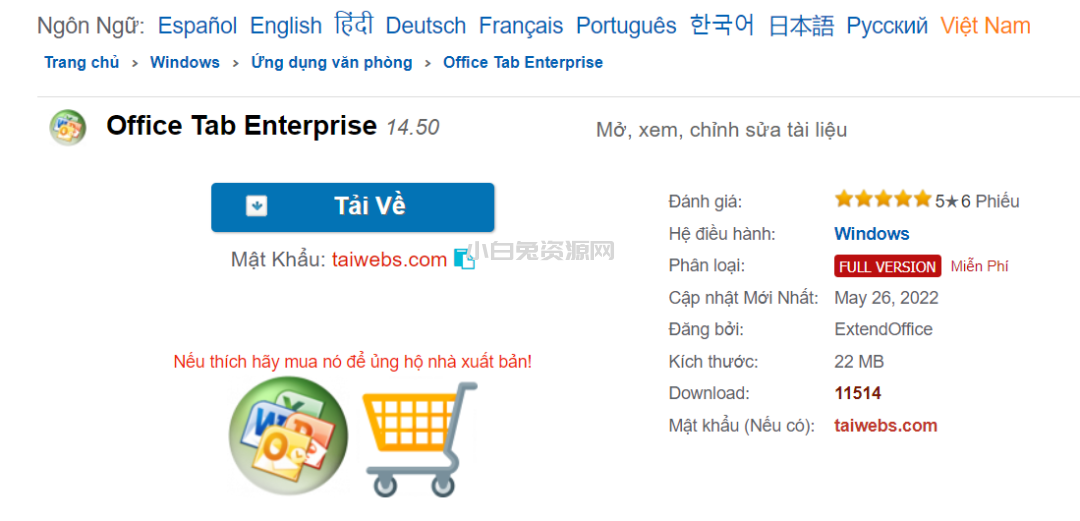 Ngôn Ngữ: Español English हिंदी Deutsch Français Português 한국어 日本語 Русский Việt Nam
Trang chủ › Windows › Ứng dụng văn phòng › Office Tab Enterprise
Office Tab Enterprise 14.50
Mở, xem, chỉnh sửa tài liệu
Tải Về
Mật Khẩu: taiwebs.com
小白兔资源网
Nếu thích hãy mua nó để ủng hộ nhà xuất bản!
Đánh giá: 5★6 Phiếu
Hệ điều hành: Windows
Phân loại: FULL VERSION Miễn Phí
Cập nhật Mới Nhất: May 26, 2022
Đăng bởi: ExtendOffice
Kích thước: 22 MB
Download: 11514
Mật khẩu (Nếu có): taiwebs.com